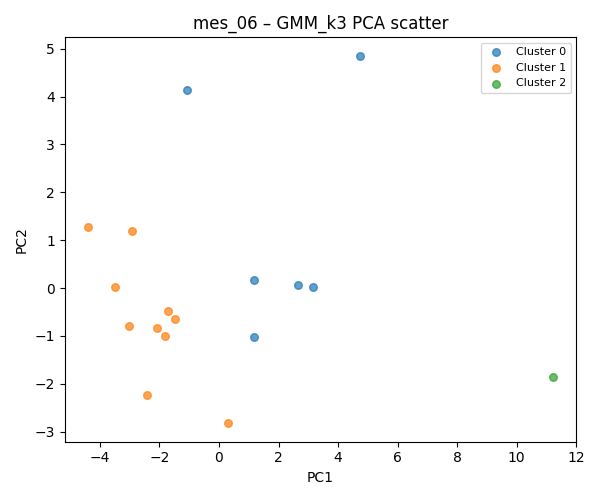 mes_06 – GMM_k3 PCA scatter
Cluster 0
Cluster 1
Cluster 2
PC2
5
4
3
2
1
0
−1
−2
−3
−4 −2 0 2 4 6 8 10 12
PC1